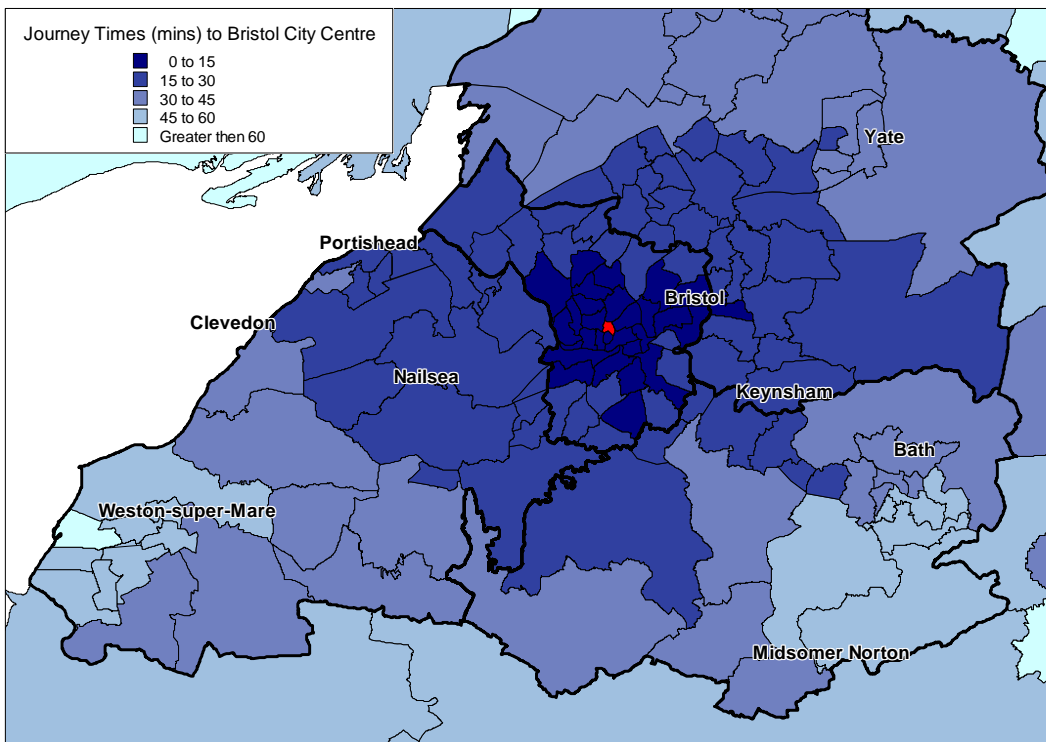 Journey Times (mins) to Bristol City Centre
0 to 15
15 to 30
30 to 45
45 to 60
Greater then 60
Yate
Portishead
Bristol
Clevedon
Nailsea
Keynsham
Bath
Weston-super-Mare
Midsomer Norton